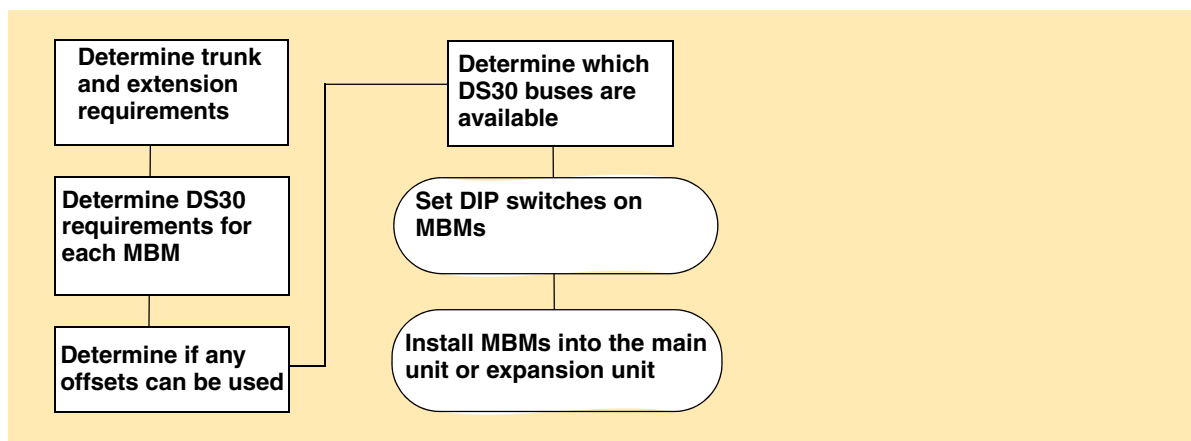 Determine trunk
and extension
requirements
Determine DS30
requirements for
each MBM
Determine if any
offsets can be used
Determine which
DS30 buses are
available
Set DIP switches on
MBMs
Install MBMs into the main
unit or expansion unit